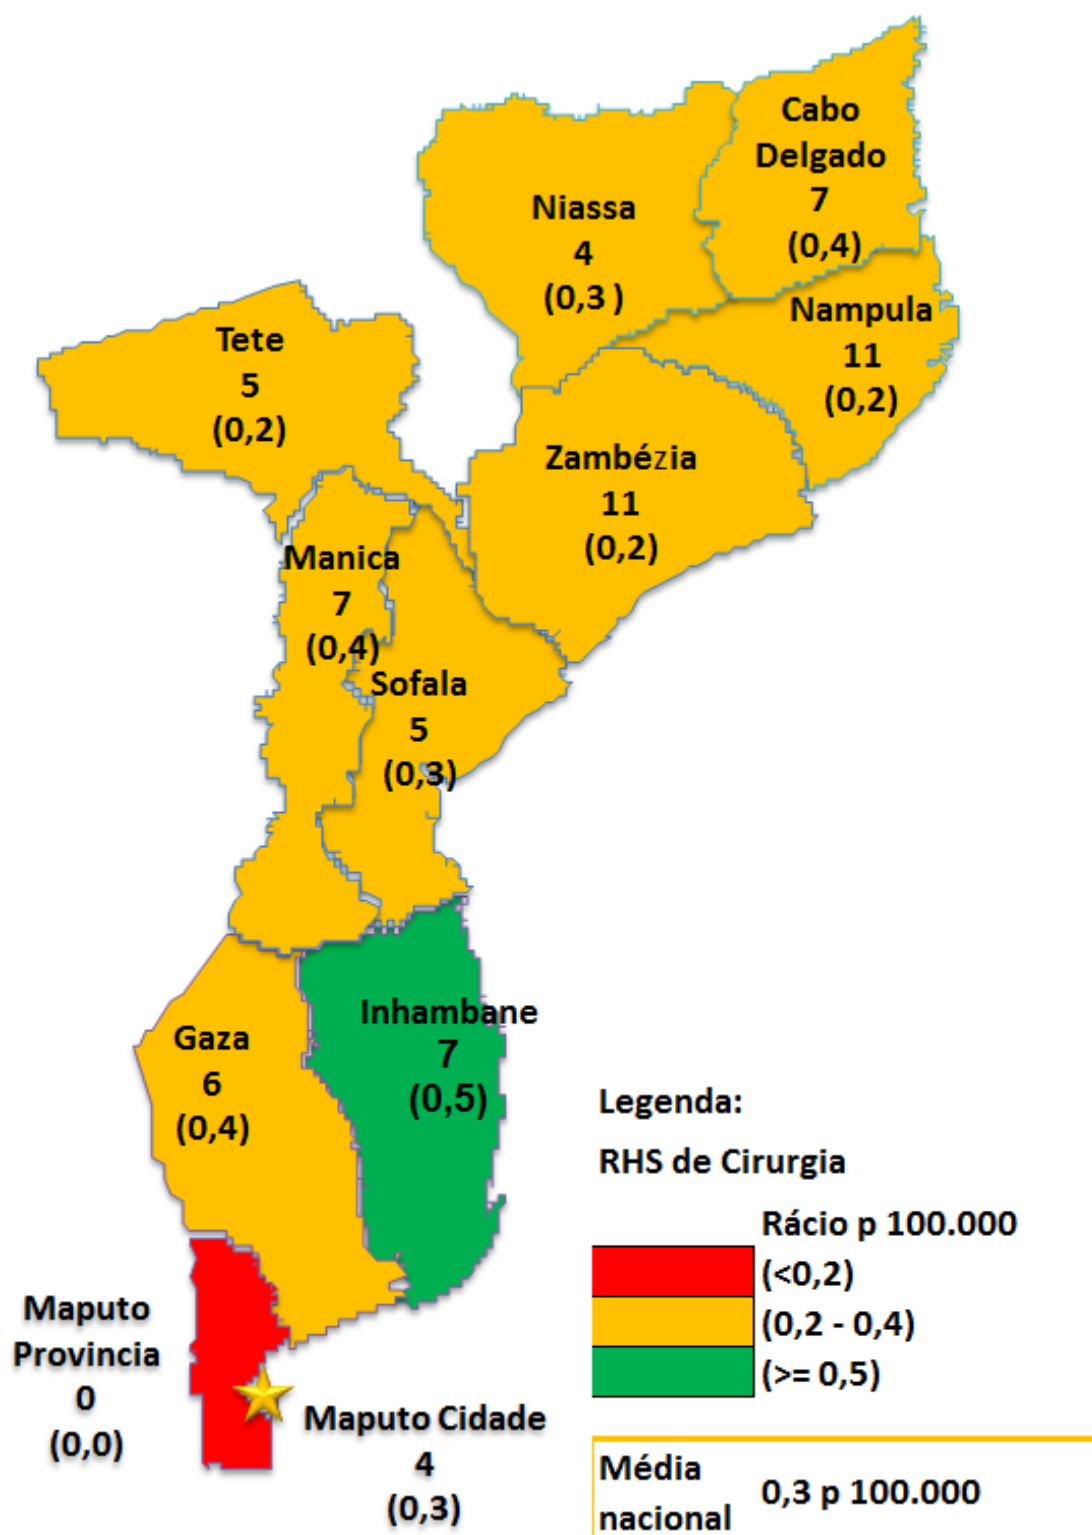 Cabo
Delgado
7
(0,4)
Niassa
4
(0,3 )
Nampula
11
(0,2)
Tete
5
(0,2)
Zambézia
11
(0,2)
Manica
7
(0,4)
Sofala
5
(0,3)
Inhambane
7
(0,5)
Gaza
6
(0,4)
Maputo
Provincia
0
(0,0)
Maputo Cidade
4
(0,3)
Legenda:
RHS de Cirurgia
Rácio p 100.000
(<0,2)
(0,2 - 0,4)
(>= 0,5)
Média
nacional
0,3 p 100.000